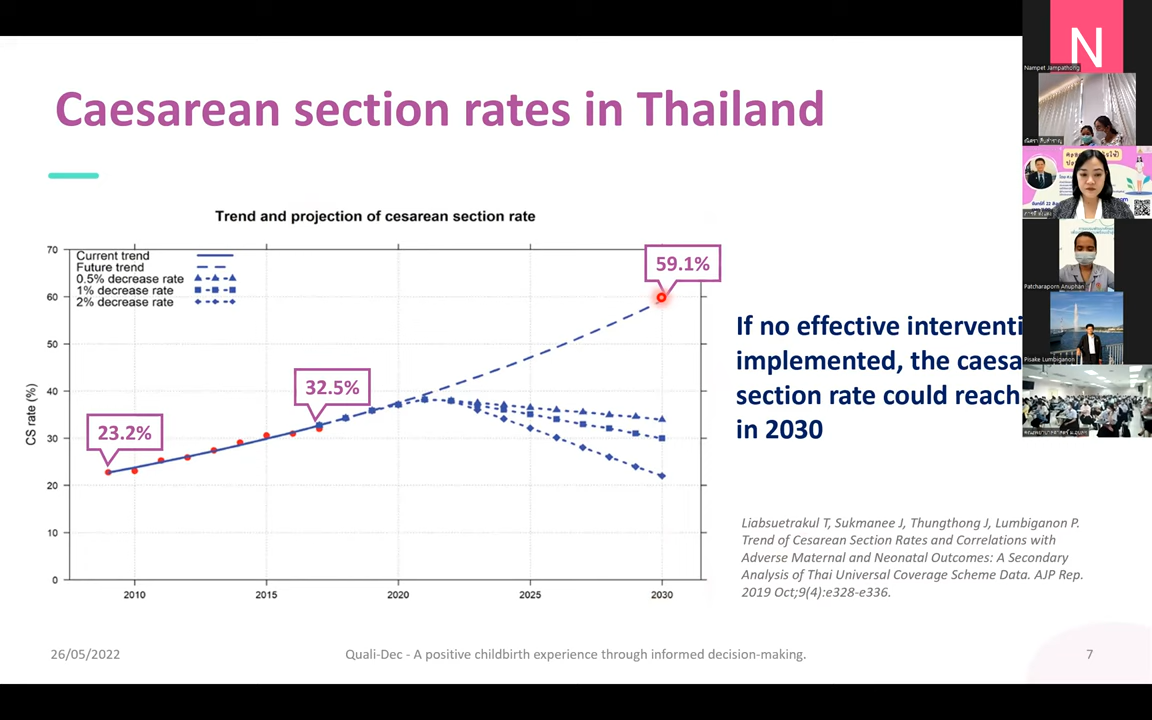 N
Nampet Jampathong
Caesarean section rates in Thailand
Trend and projection of cesarean section rate
Current trend
Future trend
0.5% decrease rate
1% decrease rate
2% decrease rate
70
60
50
40
30
20
10
0
CS rate (%)
2010
2015
2020
2025
2030
23.2%
32.5%
59.1%
If no effective interventi
implemented, the caesa
section rate could reach
in 2030
Liabsuetrakul T, Sukmanee J, Thungthong J, Lumbiganon P.
Trend of Cesarean Section Rates and Correlations with
Adverse Maternal and Neonatal Outcomes: A Secondary
Analysis of Thai Universal Coverage Scheme Data. AJP Rep.
2019 Oct;9(4):e328-e336.
26/05/2022
Quali-Dec - A positive childbirth experience through informed decision-making.
7
Patcharaporn Anuphan
Pisake Lumbiganon